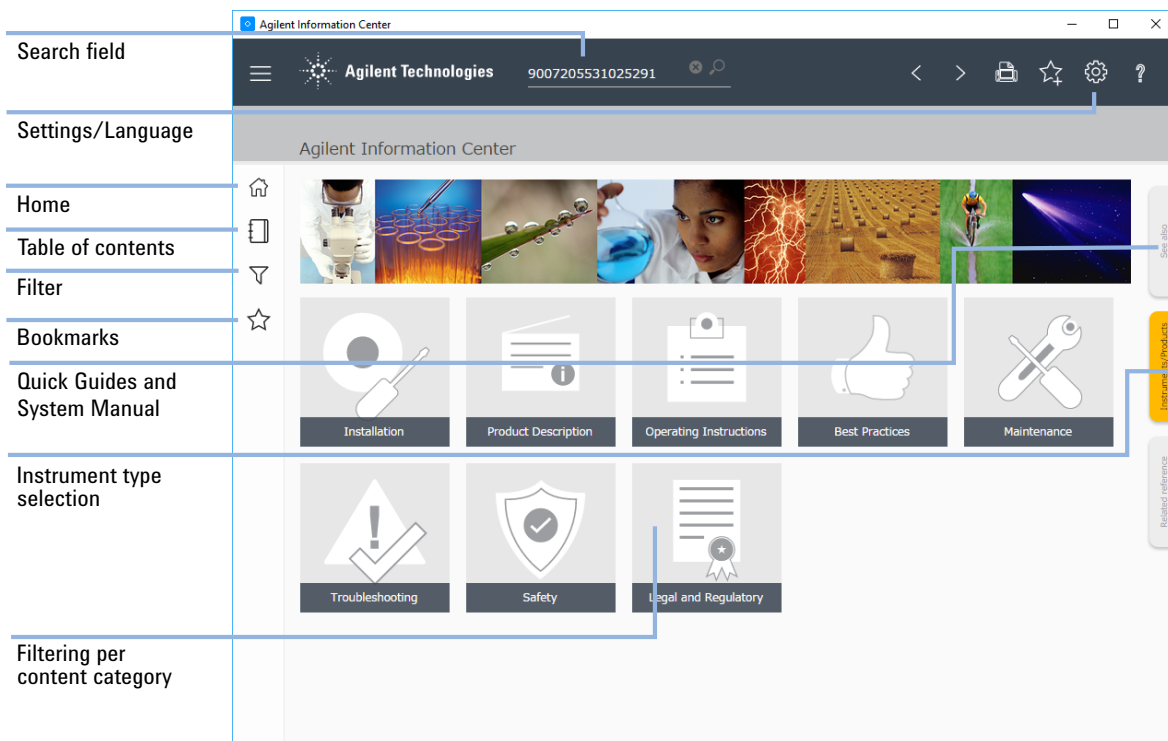 Agilent Information Center
Search field
Agilent Technologies
9007205531025291
?
Settings/Language
Agilent Information Center
Home
Table of contents
Filter
Bookmarks
Quick Guides and
System Manual
Instrument type
selection
Filtering per
content category
See also
Instruments/Products
Related reference
Installation
Product Description
Operating Instructions
Best Practices
Maintenance
Troubleshooting
Safety
Legal and Regulatory